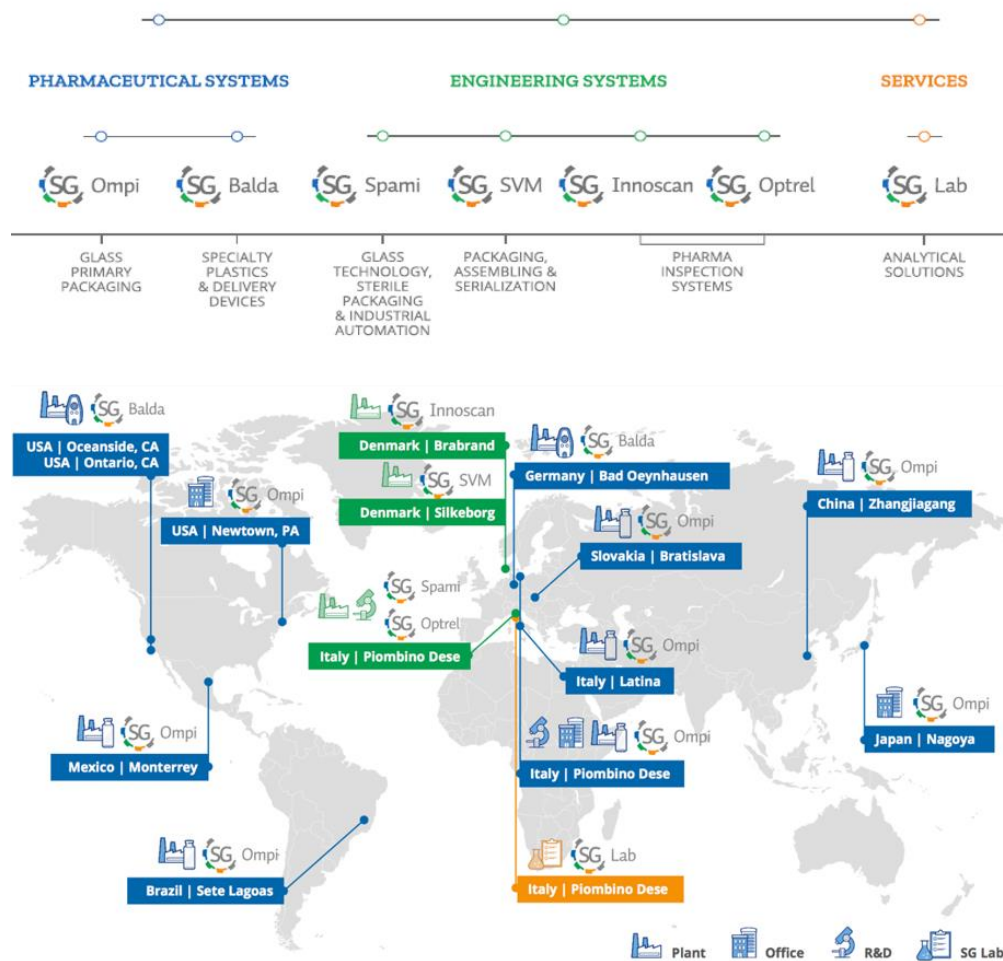 PHARMACEUTICAL SYSTEMS
ENGINEERING SYSTEMS
SERVICES
SG Ompi
SG Balda
SG Spami
SG SVM
SG Innoscan
SG Optrel
SG Lab
GLASS
PRIMARY
PACKAGING
SPECIALTY
PLASTICS
& DELIVERY
DEVICES
GLASS
TECHNOLOGY,
STERILE
PACKAGING
& INDUSTRIAL
AUTOMATION
PACKAGING,
ASSEMBLING &
SERIALIZATION
PHARMA
INSPECTION
SYSTEMS
ANALYTICAL
SOLUTIONS
SG Balda
USA | Oceanside, CA
USA | Ontario, CA
SG Ompi
USA | Newtown, PA
SG Innoscan
Denmark | Brabrand
SG SVM
Denmark | Silkeborg
SG Balda
Germany | Bad Oeynhausen
SG Ompi
Slovakia | Bratislava
SG Ompi
China | Zhangjiagang
SG Spami
SG Optrel
Italy | Piombino Dese
SG Ompi
Italy | Latina
SG Ompi
Italy | Piombino Dese
SG Ompi
Japan | Nagoya
SG Ompi
Mexico | Monterrey
SG Ompi
Brazil | Sete Lagoas
SG Lab
Italy | Piombino Dese
Plant
Office
R&D
SG Lab